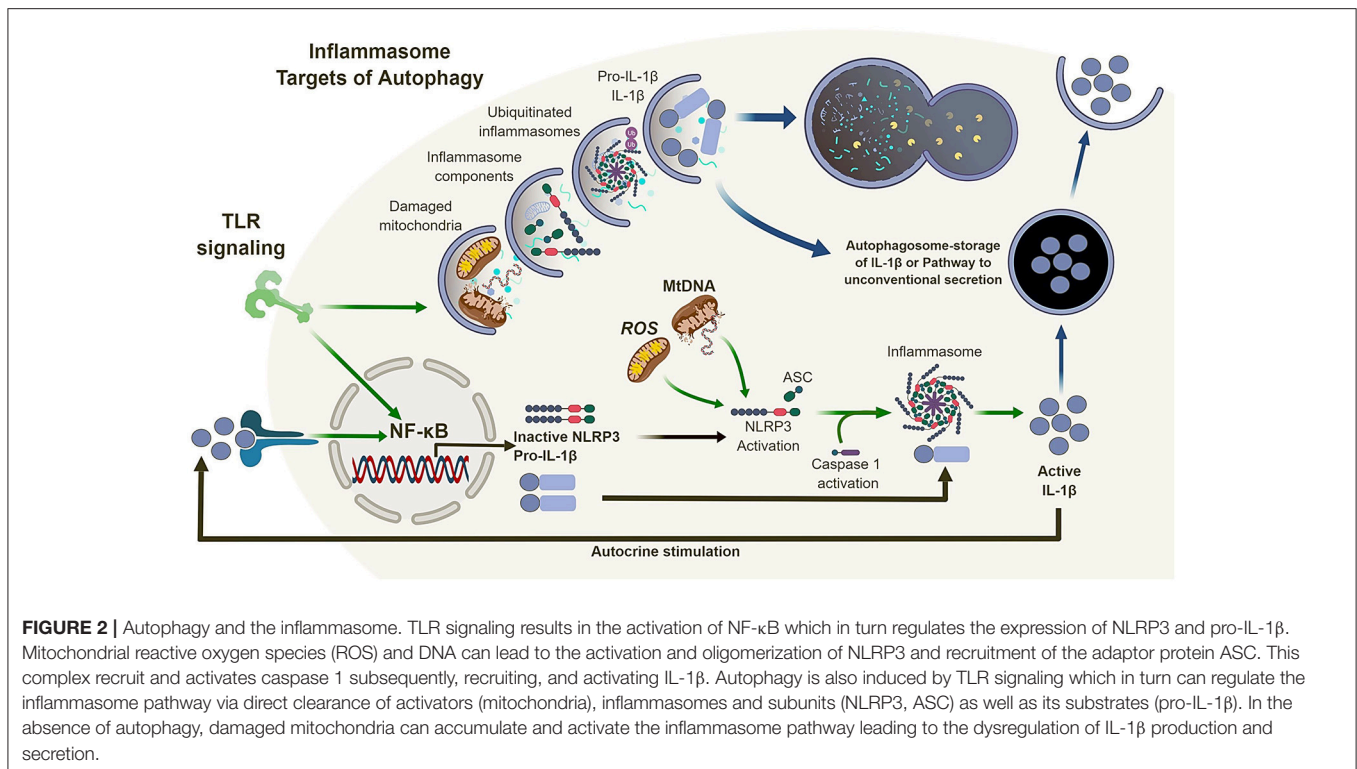 Inflammasome
Targets of Autophagy
Pro-IL-1β
IL-1β
Ubiquitinated
inflammasomes
Ub
Ub
Inflammasome
components
Damaged
mitochondria
TLR
signaling
Autophagosome-storage
of IL-1β or Pathway to
unconventional secretion
MtDNA
ROS
ASC
Inflammasome
NF-κB
Inactive NLRP3
Pro-IL-1β
NLRP3
Activation
Caspase 1
activation
Active
IL-1β
Autocrine stimulation
FIGURE 2 | Autophagy and the inflammasome. TLR signaling results in the activation of NF-κB which in turn regulates the expression of NLRP3 and pro-IL-1β.
Mitochondrial reactive oxygen species (ROS) and DNA can lead to the activation and oligomerization of NLRP3 and recruitment of the adaptor protein ASC. This
complex recruit and activates caspase 1 subsequently, recruiting, and activating IL-1β. Autophagy is also induced by TLR signaling which in turn can regulate the
inflammasome pathway via direct clearance of activators (mitochondria), inflammasomes and subunits (NLRP3, ASC) as well as its substrates (pro-IL-1β). In the
absence of autophagy, damaged mitochondria can accumulate and activate the inflammasome pathway leading to the dysregulation of IL-1β production and
secretion.